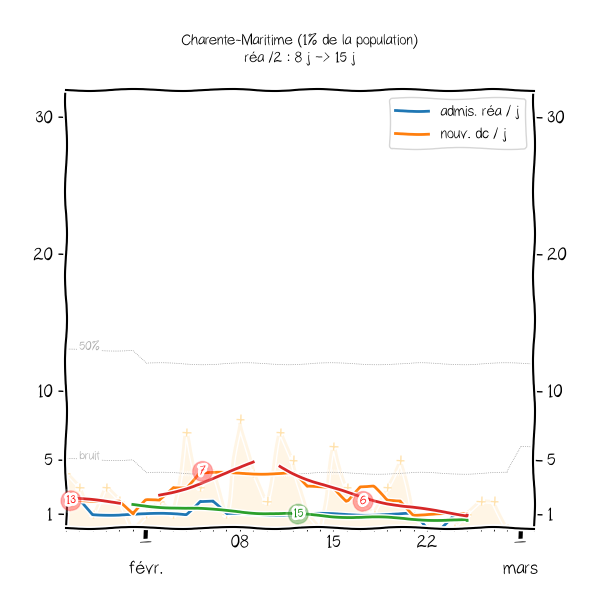 Charente-Maritime (1% de la population)
réa /2 : 8 j -> 15 j
admis. réa / j
nouv. dc / j
30
30
20
20
50%
10
10
bruit
5
5
13
7
6
15
1
1
08
15
22
févr.
mars